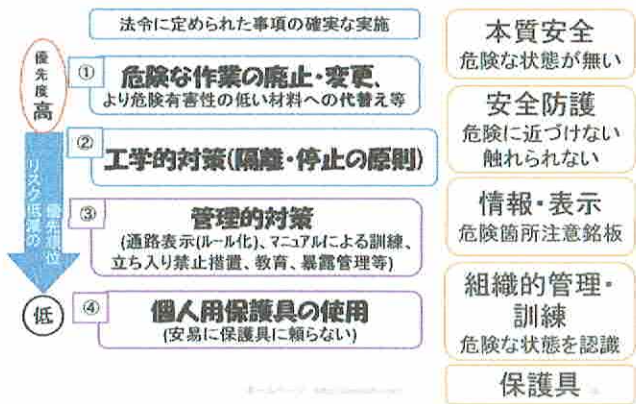 法令に定められた事項の確実な実施
優先度
高
①
危険な作業の廃止・変更、
より危険有害性の低い材料への代替え等
②
工学的対策(隔離・停止の原則)
リスク低減の
優先順位
③
管理的対策
(通路表示(ルール化)、マニュアルによる訓練、
立ち入り禁止措置、教育、暴露管理等)
低
④
個人用保護具の使用
(安易に保護具に頼らない)
本質安全
危険な状態が無い
安全防護
危険に近づけない
触れられない
情報・表示
危険箇所注意銘板
組織的管理・
訓練
危険な状態を認識
保護具